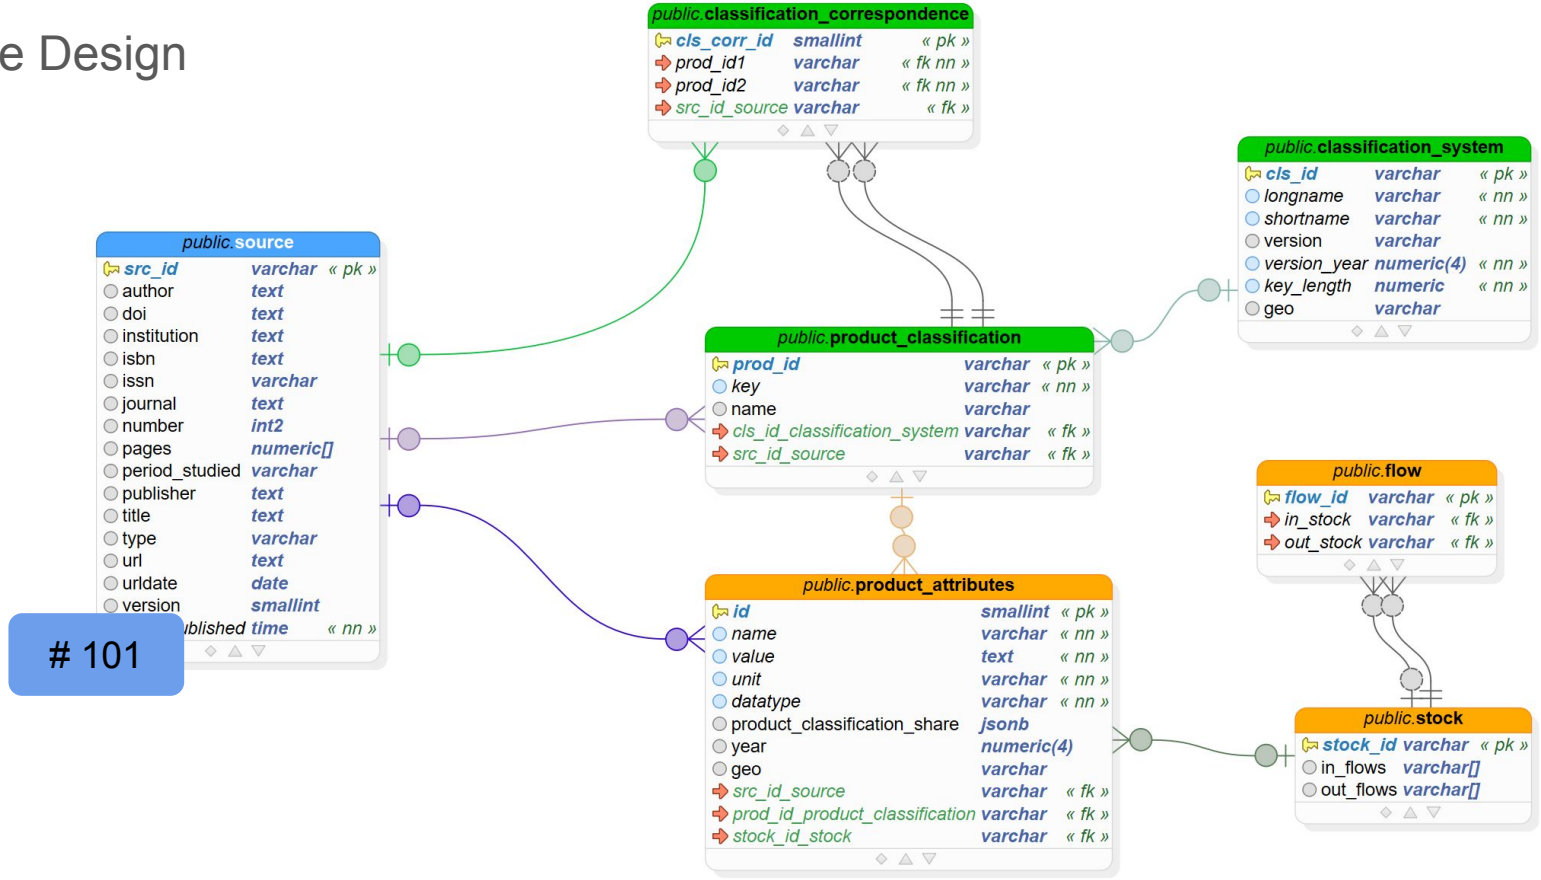 e Design
public.classification_correspondence
cls_corr_id smallint « pk »
prod_id1 varchar « fk nn »
prod_id2 varchar « fk nn »
src_id_source varchar « fk »
public.classification_system
cls_id varchar « pk »
longname varchar « nn »
shortname varchar « nn »
version varchar
version_year numeric(4) « nn »
key_length numeric « nn »
geo varchar
public.source
src_id varchar « pk »
author text
doi text
institution text
isbn text
issn varchar
journal text
number int2
pages numeric[]
period_studied varchar
publisher text
title text
type varchar
url text
urldate date
version smallint
ublished time « nn »
# 101
public.product_classification
prod_id varchar « pk »
key varchar « nn »
name varchar
cls_id_classification_system varchar « fk »
src_id_source varchar « fk »
public.flow
flow_id varchar « pk »
in_stock varchar « fk »
out_stock varchar « fk »
public.product_attributes
id smallint « pk »
name varchar « nn »
value text « nn »
unit varchar « nn »
datatype varchar « nn »
product_classification_share jsonb
year numeric(4)
geo varchar
src_id_source varchar « fk »
prod_id_product_classification varchar « fk »
stock_id_stock varchar « fk »
public.stock
stock_id varchar « pk »
in_flows varchar[]
out_flows varchar[]